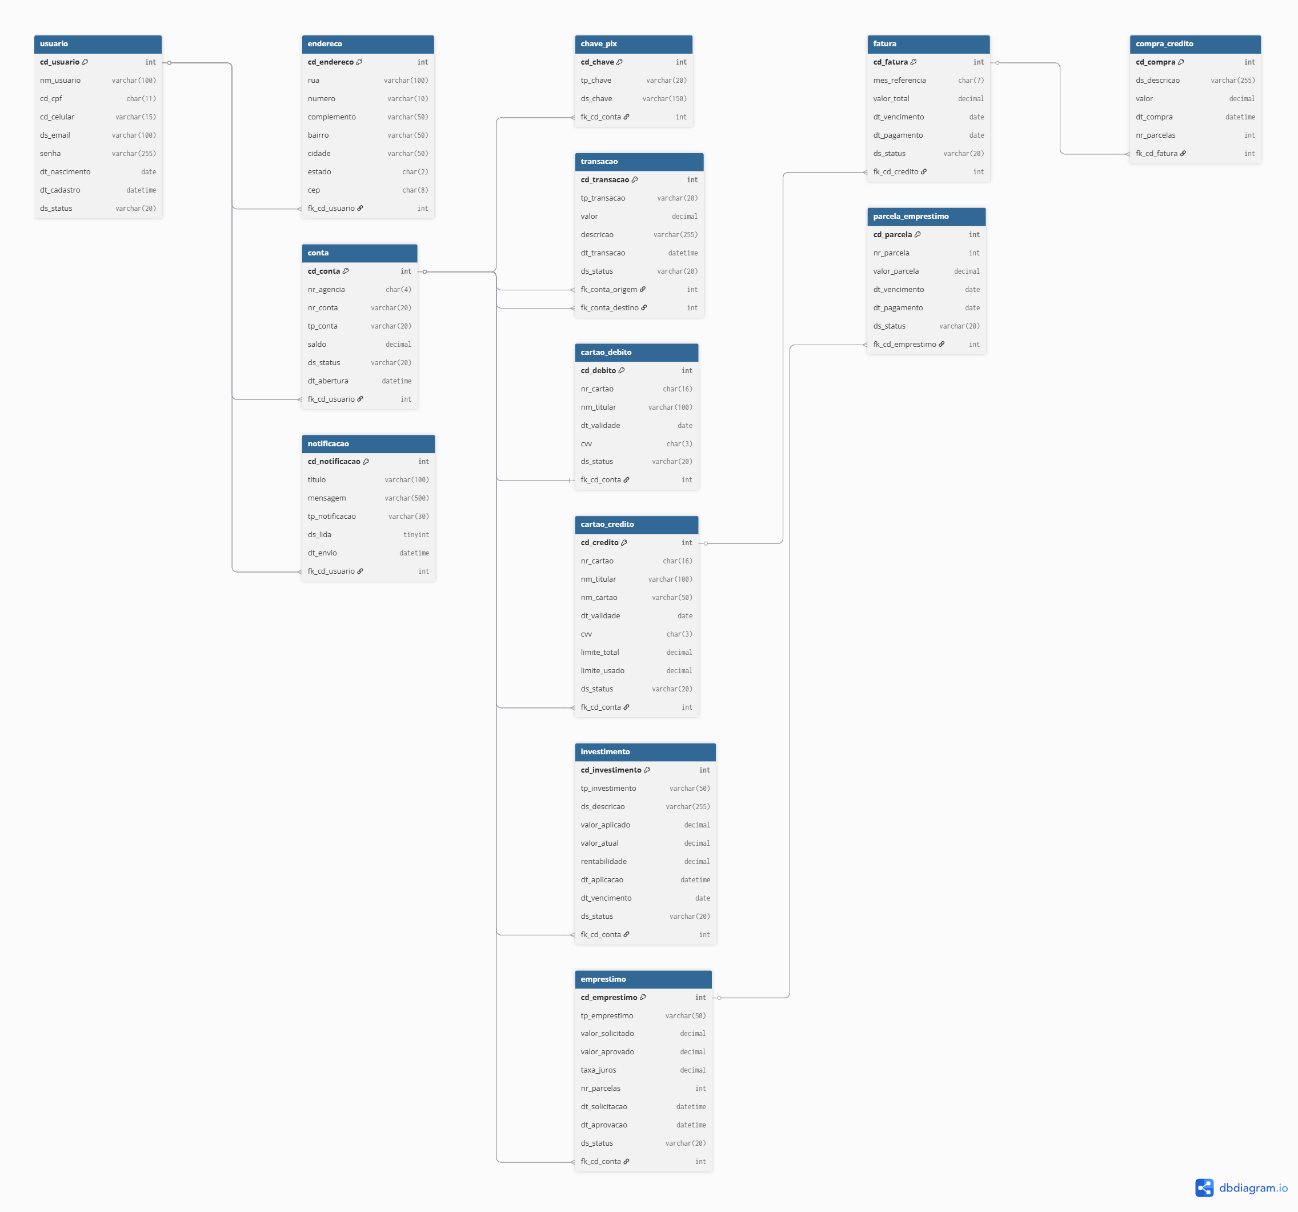 usuario
cd_usuario int
nm_usuario varchar(100)
cd_cpf char(11)
cd_celular varchar(15)
ds_email varchar(100)
senha varchar(255)
dt_nascimento date
dt_cadastro datetime
ds_status varchar(20)
endereco
cd_endereco int
rua varchar(100)
numero varchar(10)
complemento varchar(50)
bairro varchar(50)
cidade varchar(50)
estado char(2)
cep char(8)
fk_cd_usuario int
conta
cd_conta int
nr_agencia char(4)
nr_conta varchar(20)
tp_conta varchar(20)
saldo decimal
ds_status varchar(20)
dt_abertura datetime
fk_cd_usuario int
notificacao
cd_notificacao int
titulo varchar(100)
mensagem varchar(500)
tp_notificacao varchar(30)
ds_lida tinyint
dt_envio datetime
fk_cd_usuario int
chave_pix
cd_chave int
tp_chave varchar(20)
ds_chave varchar(150)
fk_cd_conta int
transacao
cd_transacao int
tp_transacao varchar(20)
valor decimal
descricao varchar(255)
dt_transacao datetime
ds_status varchar(20)
fk_conta_origem int
fk_conta_destino int
cartao_debito
cd_debito int
nr_cartao char(16)
nm_titular varchar(100)
dt_validade date
cvv char(3)
ds_status varchar(20)
fk_cd_conta int
cartao_credito
cd_credito int
nr_cartao char(16)
nm_titular varchar(100)
nm_cartao varchar(50)
dt_validade date
cvv char(3)
limite_total decimal
limite_usado decimal
ds_status varchar(20)
fk_cd_conta int
investimento
cd_investimento int
tp_investimento varchar(50)
ds_descricao varchar(255)
valor_aplicado decimal
valor_atual decimal
rentabilidade decimal
dt_aplicacao datetime
dt_vencimento date
ds_status varchar(20)
fk_cd_conta int
emprestimo
cd_emprestimo int
tp_emprestimo varchar(50)
valor_solicitado decimal
valor_aprovado decimal
taxa_juros decimal
nr_parcelas int
dt_solicitacao datetime
dt_aprovacao datetime
ds_status varchar(20)
fk_cd_conta int
fatura
cd_fatura int
mes_referencia char(7)
valor_total decimal
dt_vencimento date
dt_pagamento date
ds_status varchar(20)
fk_cd_credito int
parcela_emprestimo
cd_parcela int
nr_parcela int
valor_parcela decimal
dt_vencimento date
dt_pagamento date
ds_status varchar(20)
fk_cd_emprestimo int
compra_credito
cd_compra int
ds_descricao varchar(255)
valor decimal
dt_compra datetime
nr_parcelas int
fk_cd_fatura int
dbdiagram.io